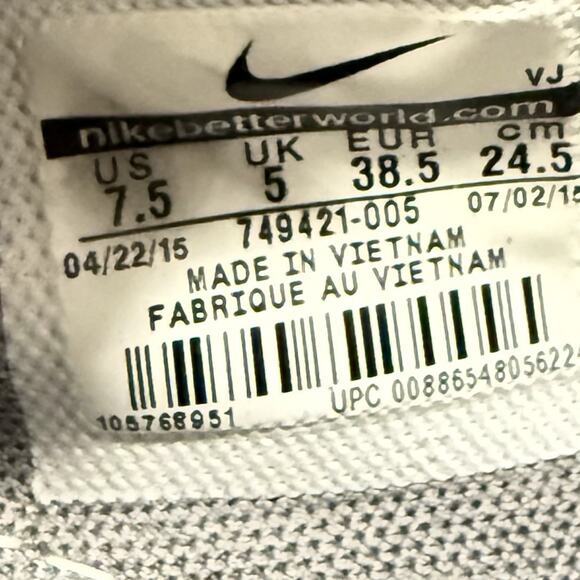 VJ
nikebetterworld.com
US UK EUR cm
7.5 5 38.5 24.5
04/22/15 749421-005 07/02/15
MADE IN VIETNAM
FABRIQUE AU VIETNAM
105768951 UPC 00886548056224